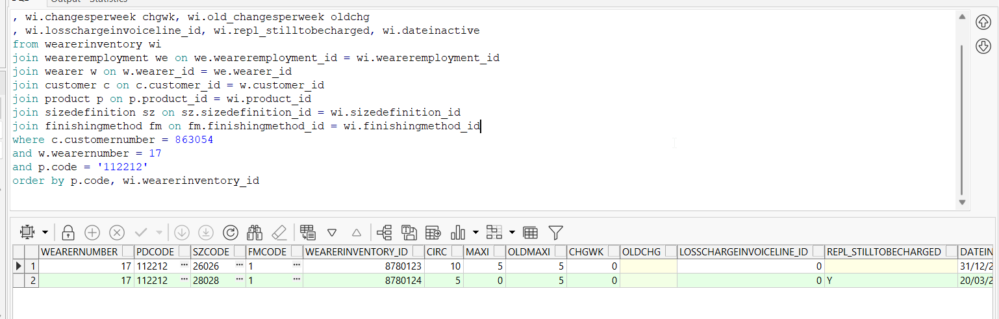 Output Statistics
, wi.changesperweek chgwk, wi.old_changesperweek oldchg
, wi.losschargeinvoiceline_id, wi.repl_stilltobecharged, wi.dateinactive
from wearerinventory wi
join weareremployment we on we.weareremployment_id = wi.weareremployment_id
join wearer w on w.wearer_id = we.wearer_id
join customer c on c.customer_id = w.customer_id
join product p on p.product_id = wi.product_id
join sizedefinition sz on sz.sizedefinition_id = wi.sizedefinition_id
join finishingmethod fm on fm.finishingmethod_id = wi.finishingmethod_id
where c.customernumber = 863054
and w.wearernumber = 17
and p.code = '112212'
order by p.code, wi.wearerinventory_id
WEARERNUMBER PDCODE SZCODE FMCODE WEARERINVENTORY_ID CIRC MAXI OLDMAXI CHGWK OLDCHG LOSSCHARGEINVOICELINE_ID REPL_STILLTOBECHARGED DATEIN
1 17 112212 ··· 26026 ··· 1 ··· 8780123 10 5 5 0 0 31/12/2
2 17 112212 ··· 28028 ··· 1 ··· 8780124 5 0 5 0 0 Y 20/03/2